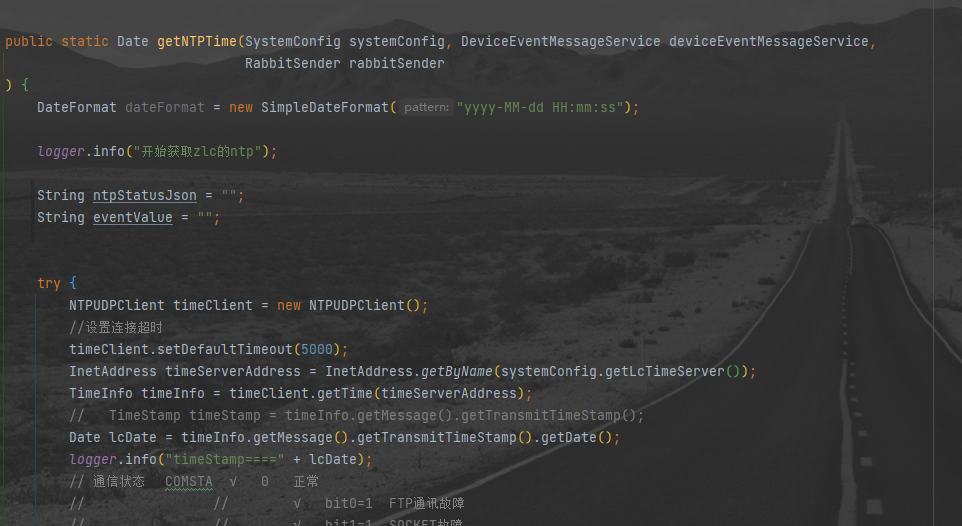 public static Date getNTPTime(SystemConfig systemConfig, DeviceEventMessageService deviceEventMessageService,
RabbitSender rabbitSender
) {
DateFormat dateFormat = new SimpleDateFormat( pattern: "yyyy-MM-dd HH:mm:ss");
logger.info("开始获取zlc的ntp");
String ntpStatusJson = "";
String eventValue = "";
try {
NTPUDPClient timeClient = new NTPUDPClient();
//设置连接超时
timeClient.setDefaultTimeout(5000);
InetAddress timeServerAddress = InetAddress.getByName(systemConfig.getLcTimeServer());
TimeInfo timeInfo = timeClient.getTime(timeServerAddress);
// TimeStamp timeStamp = timeInfo.getMessage().getTransmitTimeStamp();
Date lcDate = timeInfo.getMessage().getTransmitTimeStamp().getDate();
logger.info("timeStamp====" + lcDate);
// 通信状态 COMSTA √ 0 正常
// // √ bit0=1 FTP通讯故障
// // √ bit1=1 SOCKET故障